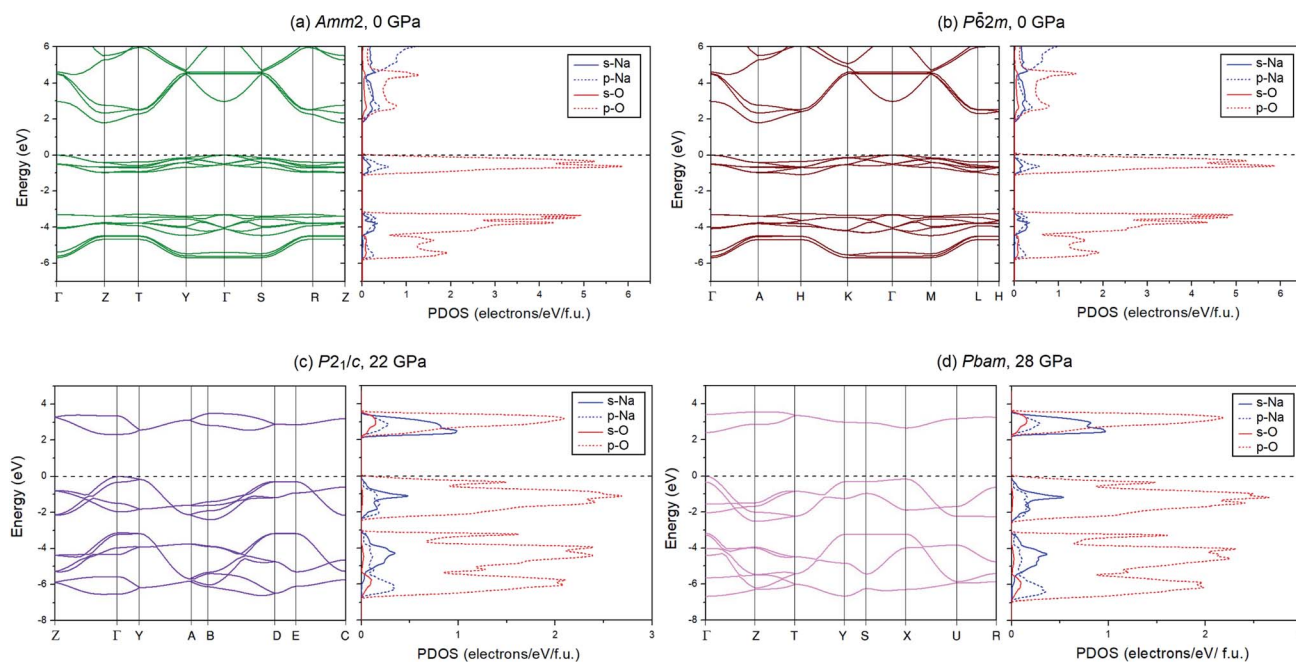 (a) Amm2, 0 GPa
6
4
2
0
-2
-4
-6
Energy (eV)
Γ Z T Y Γ S R Z
s-Na
p-Na
s-O
p-O
0 1 2 3 4 5 6
PDOS (electrons/eV/f.u.)
(b) P6̄2m, 0 GPa
6
4
2
0
-2
-4
-6
Energy (eV)
Γ A H K Γ M L H
s-Na
p-Na
s-O
p-O
0 1 2 3 4 5 6
PDOS (electrons/eV/f.u.)
(c) P2₁/c, 22 GPa
4
2
0
-2
-4
-6
-8
Energy (eV)
Z Γ Y A B D E C
s-Na
p-Na
s-O
p-O
0 1 2 3
PDOS (electrons/eV/f.u.)
(d) Pbam, 28 GPa
4
2
0
-2
-4
-6
-8
Energy (eV)
Γ Z T Y S X U R
s-Na
p-Na
s-O
p-O
0 1 2
PDOS (electrons/eV/ f.u.)